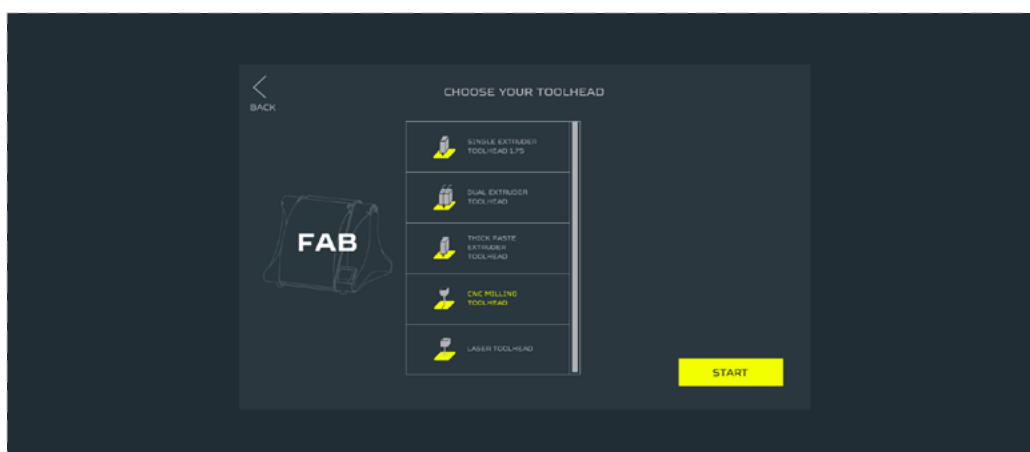 BACK
CHOOSE YOUR TOOLHEAD
FAB
SINGLE EXTRUDER
TOOLHEAD 1.75
DUAL EXTRUDER
TOOLHEAD
THICK PASTE
EXTRUDER
TOOLHEAD
CNC MILLING
TOOLHEAD
LASER TOOLHEAD
START